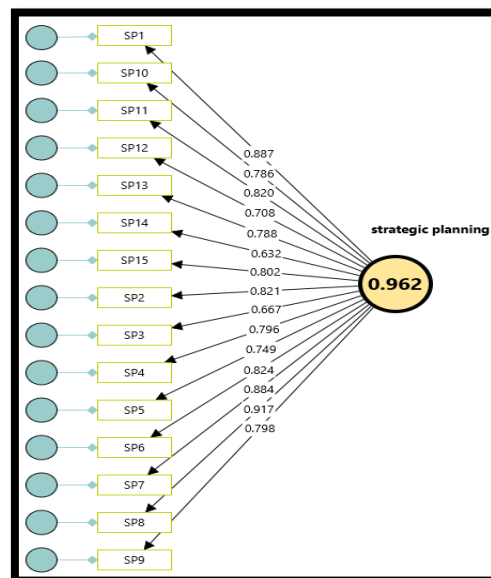 SP1
SP10
SP11
SP12
SP13
SP14
SP15
SP2
SP3
SP4
SP5
SP6
SP7
SP8
SP9
0.887
0.786
0.820
0.708
0.788
0.632
0.802
0.821
0.667
0.796
0.749
0.824
0.884
0.917
0.798
strategic planning
0.962